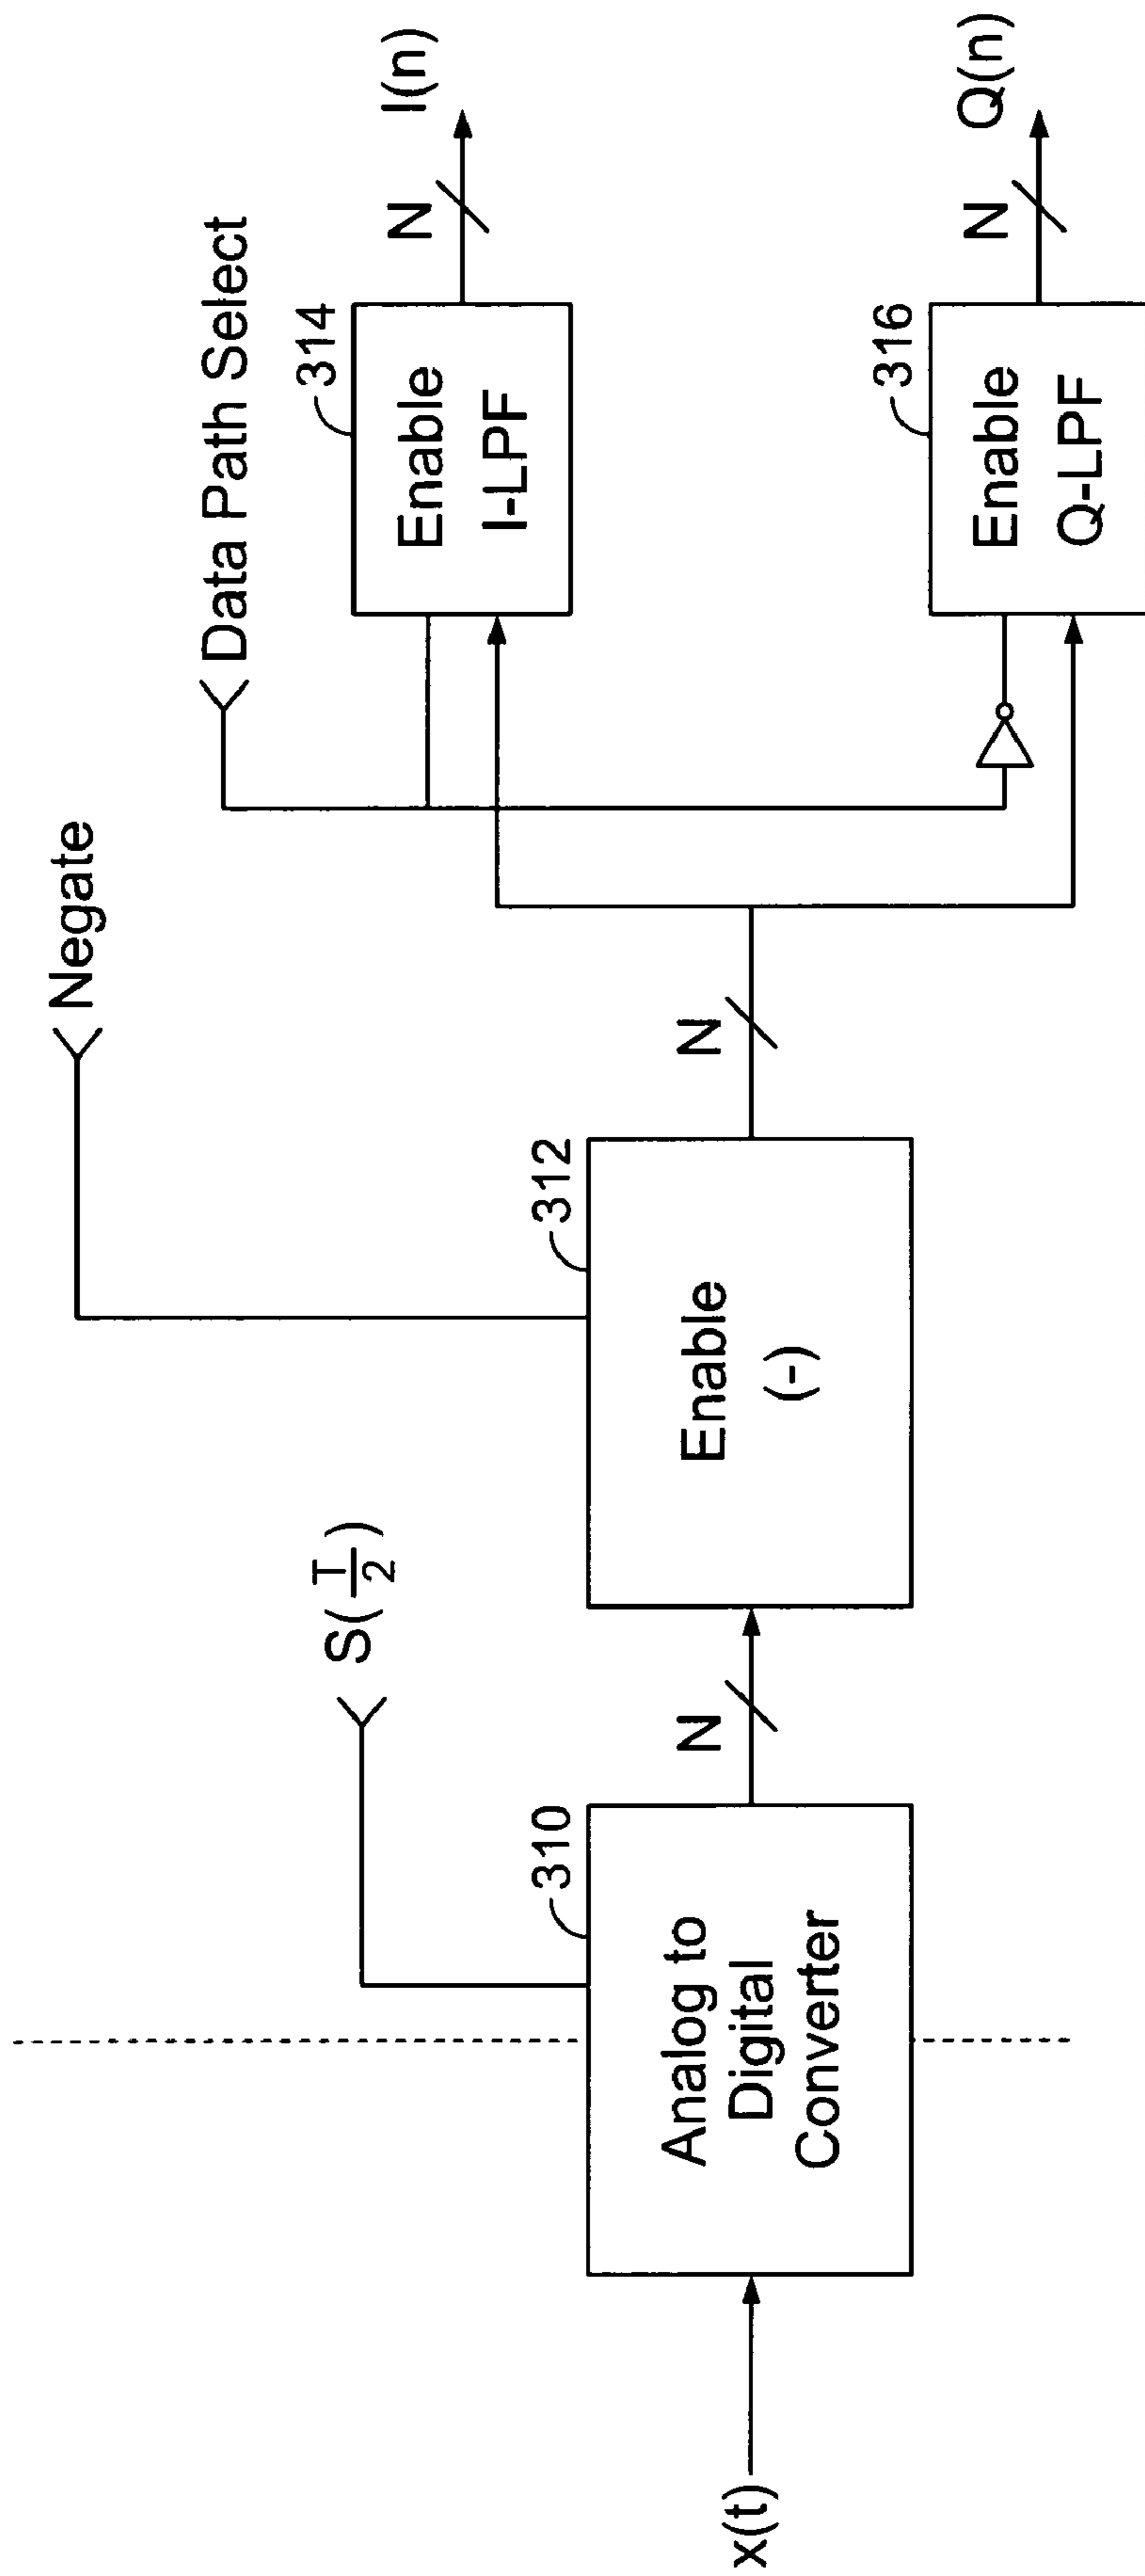 x(t)
Analog to
Digital
Converter
310
S(T/2)
N
Enable
(-)
312
Negate
N
Data Path Select
Enable
I-LPF
314
N
I(n)
Enable
Q-LPF
316
N
Q(n)